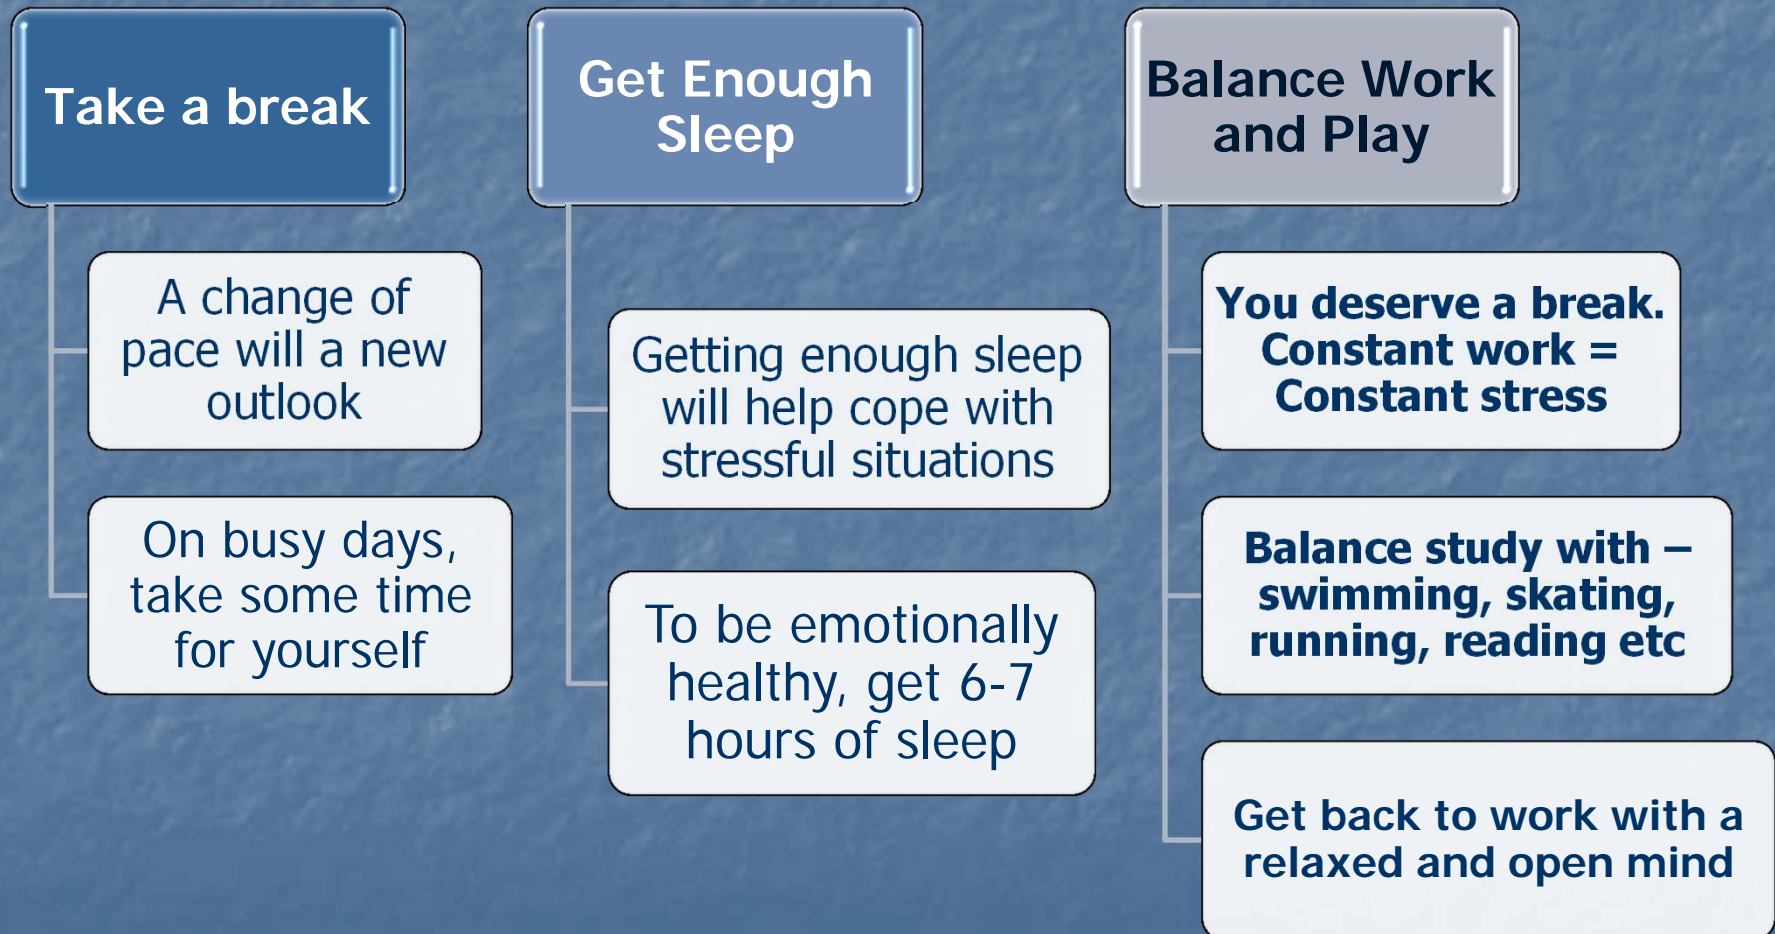 Take a break
A change of
pace will a new
outlook
On busy days,
take some time
for yourself
Get Enough
Sleep
Getting enough sleep
will help cope with
stressful situations
To be emotionally
healthy, get 6-7
hours of sleep
Balance Work
and Play
You deserve a break.
Constant work =
Constant stress
Balance study with –
swimming, skating,
running, reading etc
Get back to work with a
relaxed and open mind